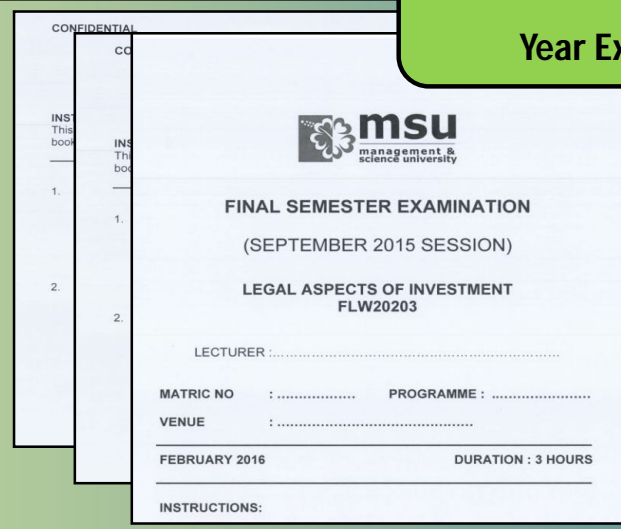 Year Ex
CONFIDENTIAL
CO
INST
This
book
1.
2.
INS
Thi
boo
1.
2.
msu
management &
science university
FINAL SEMESTER EXAMINATION
(SEPTEMBER 2015 SESSION)
LEGAL ASPECTS OF INVESTMENT
FLW20203
LECTURER :..........................................................
MATRIC NO : .................. PROGRAMME : .......................
VENUE : .............................................
FEBRUARY 2016 DURATION : 3 HOURS
INSTRUCTIONS: